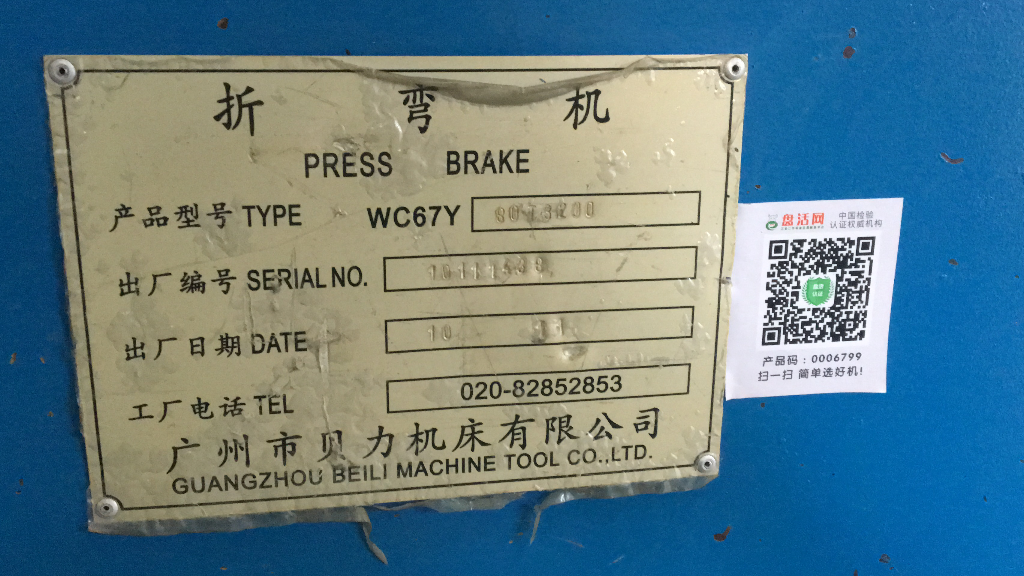 折 弯 机
PRESS BRAKE
产品型号 TYPE WC67Y
出厂编号 SERIAL NO.
出厂日期 DATE 10 11
工厂电话 TEL 020-82852853
广州市贝力机床有限公司
GUANGZHOU BEILI MACHINE TOOL CO.,LTD.
盘活网 中国检验
认证权威机构
产品码：0006799
扫一扫 简单选好机!